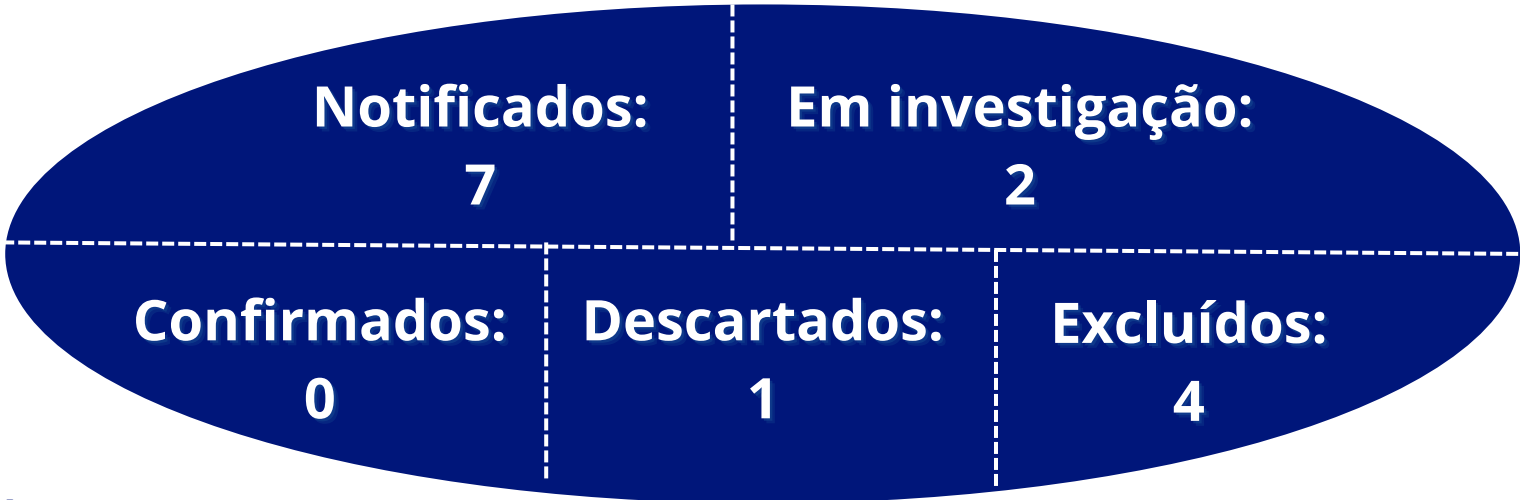 Notificados:
7
Em investigação:
2
Confirmados:
0
Descartados:
1
Excluídos:
4